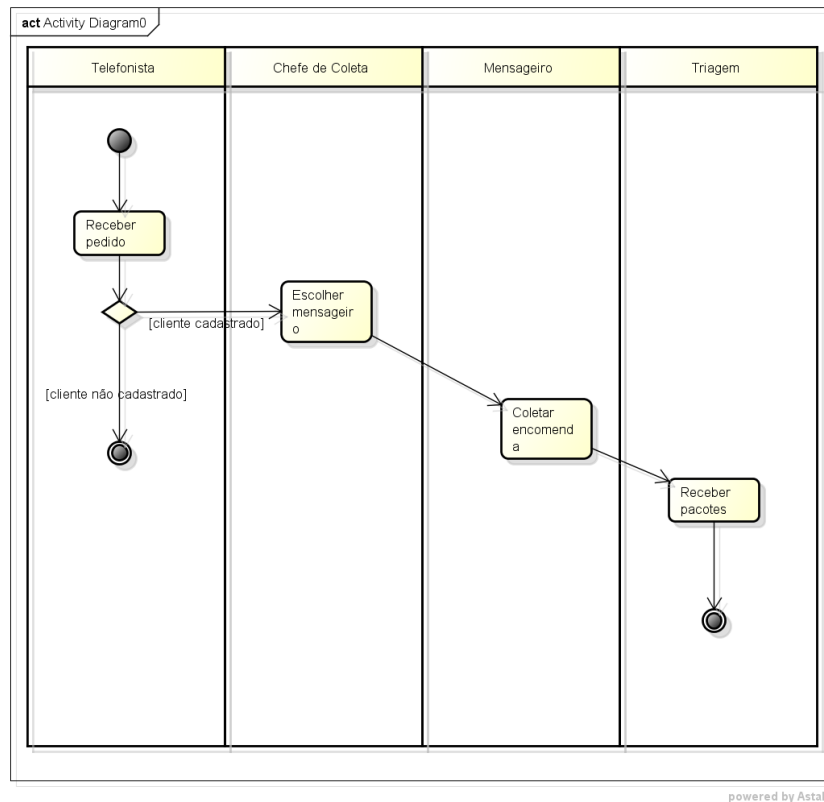 act Activity Diagram0
Telefonista
Chefe de Coleta
Mensageiro
Triagem
Receber
pedido
Escolher
mensageir
o
[cliente cadastrado]
[cliente não cadastrado]
Coletar
encomend
a
Receber
pacotes
powered by Asta